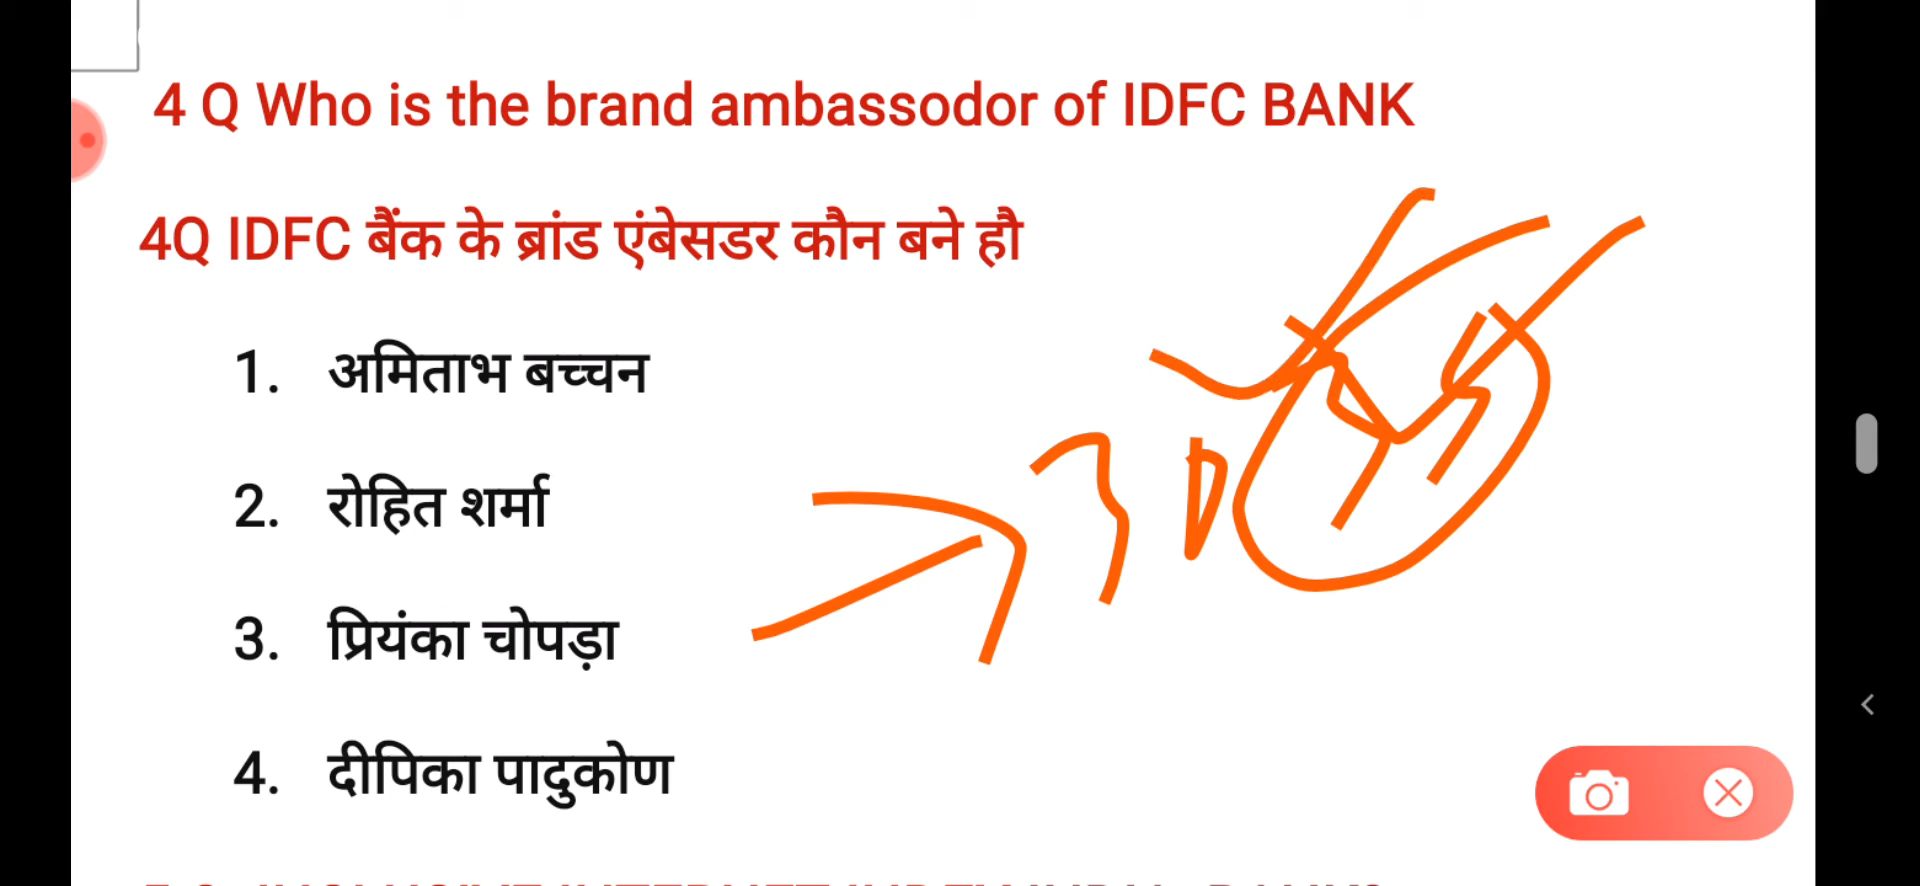 4 Q Who is the brand ambassodor of IDFC BANK
4Q IDFC बैंक के ब्रांड एंबेसडर कौन बने हौ
1. अमिताभ बच्चन
2. रोहित शर्मा
3. प्रियंका चोपड़ा
4. दीपिका पादुकोण